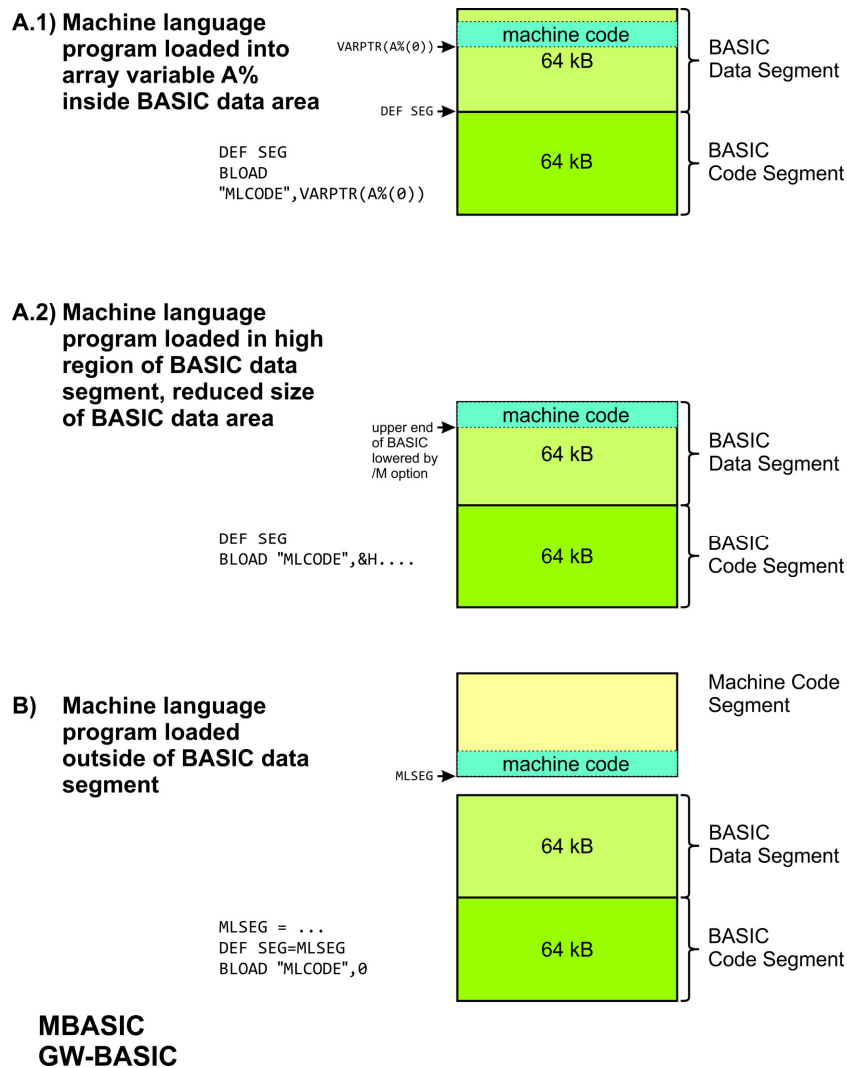 A.1) Machine language
program loaded into
array variable A%
inside BASIC data area
DEF SEG
BLOAD
"MLCODE",VARPTR(A%(0))
VARPTR(A%(0))
DEF SEG
machine code
64 kB
64 kB
BASIC
Data Segment
BASIC
Code Segment
A.2) Machine language
program loaded in high
region of BASIC data
segment, reduced size
of BASIC data area
DEF SEG
BLOAD "MLCODE",&H....
upper end
of BASIC
lowered by
/M option
machine code
64 kB
64 kB
BASIC
Data Segment
BASIC
Code Segment
B) Machine language
program loaded
outside of BASIC data
segment
MLSEG = ...
DEF SEG=MLSEG
BLOAD "MLCODE",0
MLSEG
machine code
64 kB
64 kB
Machine Code
Segment
BASIC
Data Segment
BASIC
Code Segment
MBASIC
GW-BASIC